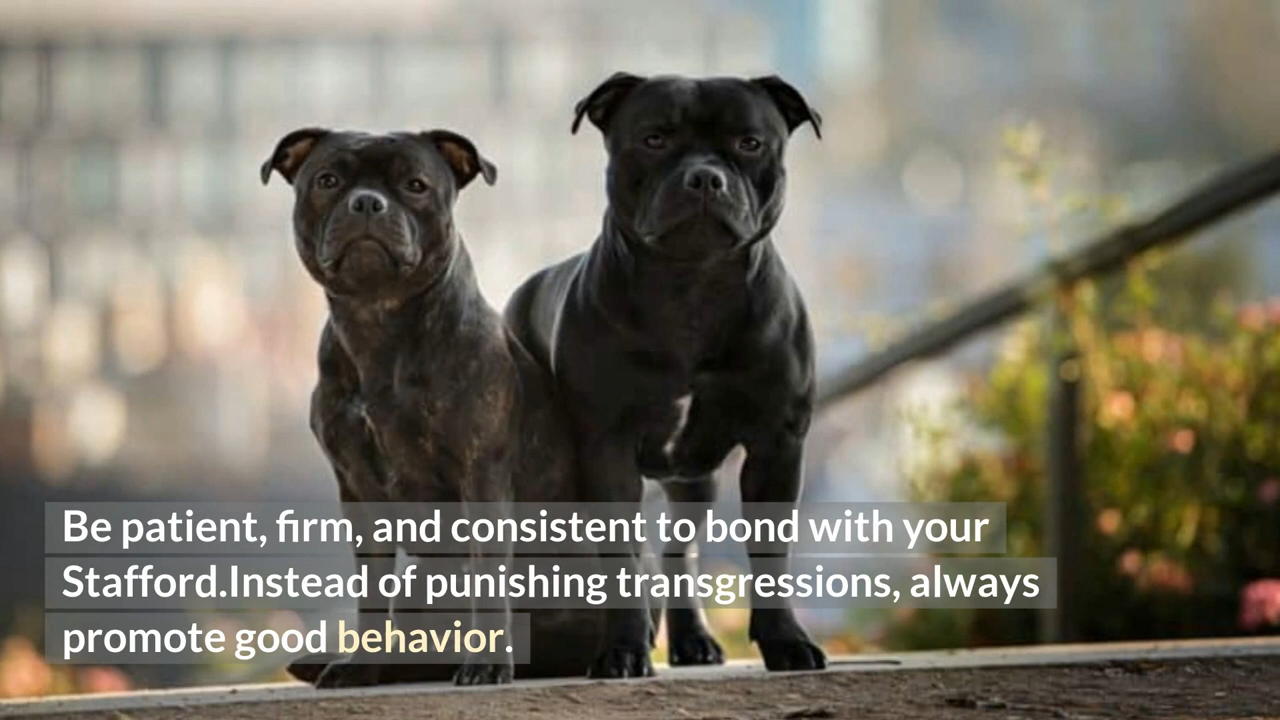 Be patient, firm, and consistent to bond with your
Stafford.Instead of punishing transgressions, always
promote good behavior.